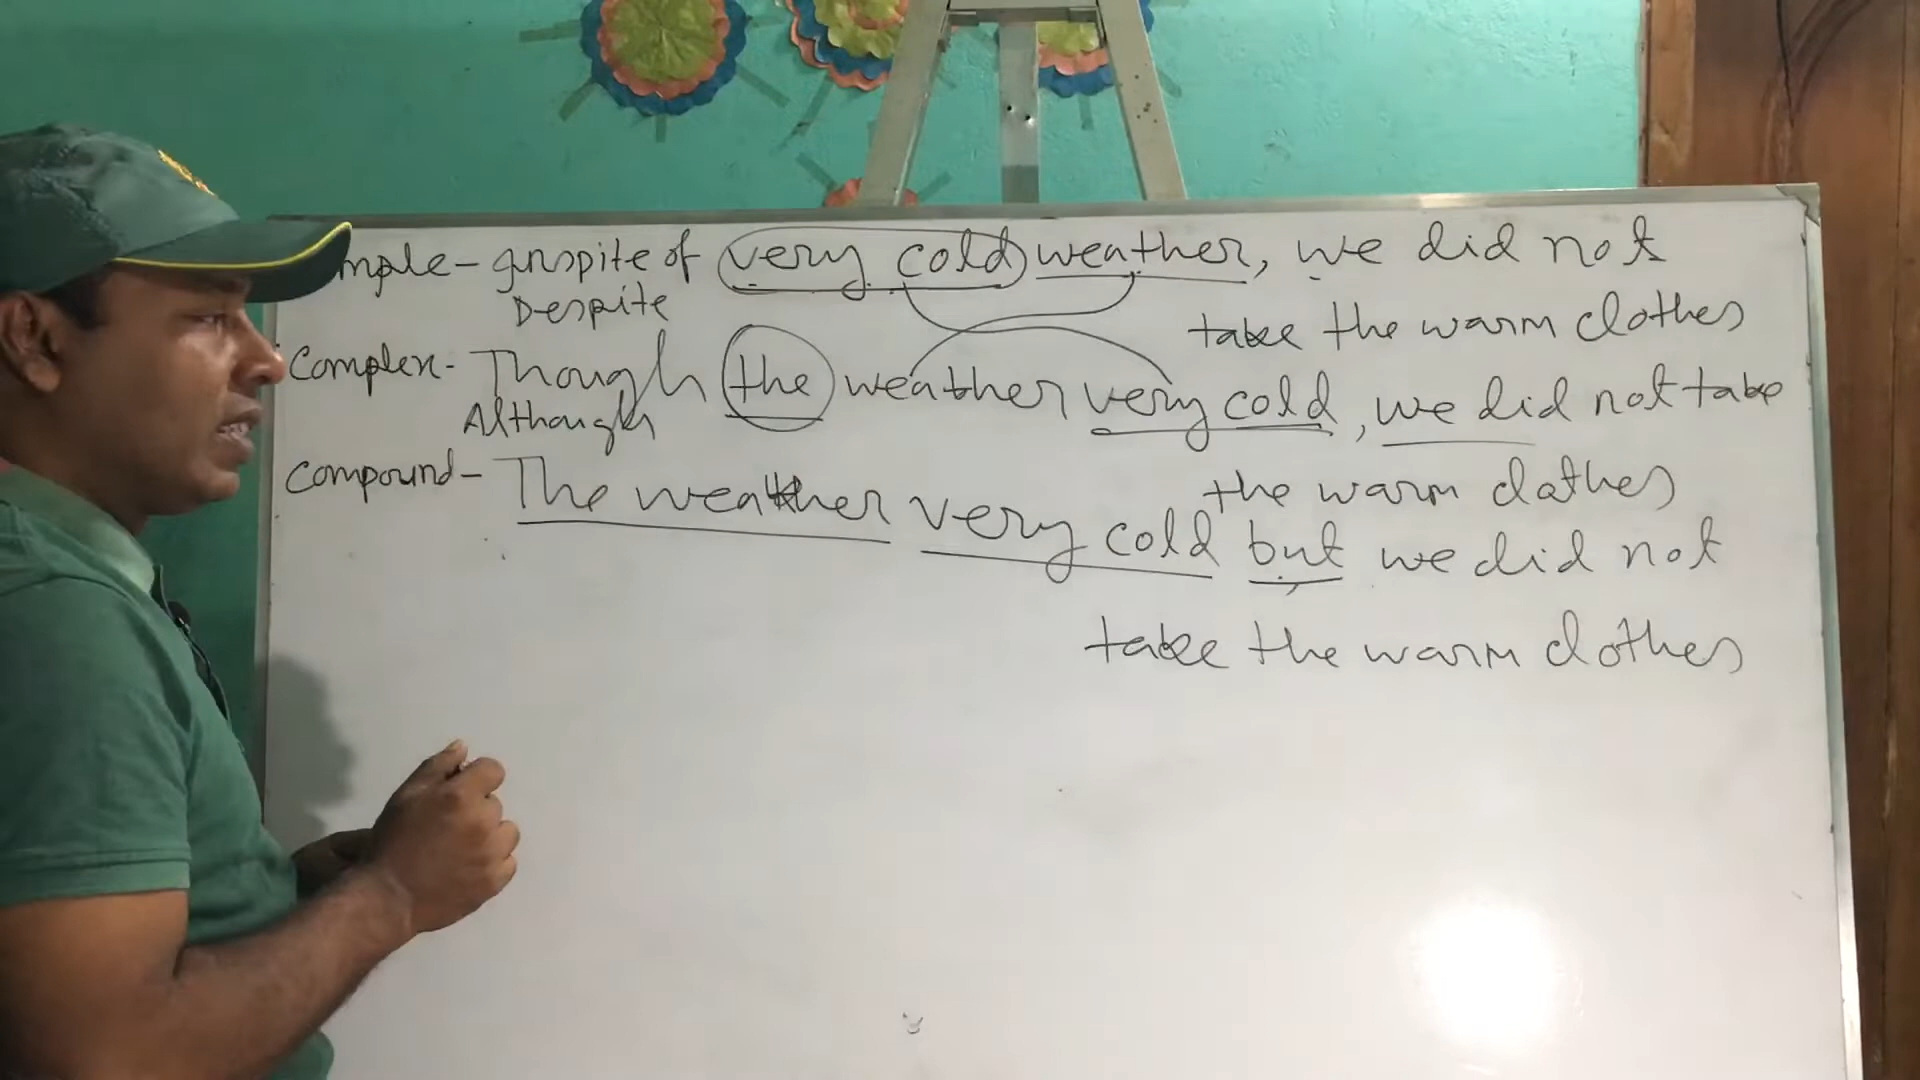 mple- Inspite of very cold weather, we did not
Despite
take the warm clothes
Complex- Though the weather very cold, we did not take
Although
the warm clothes
Compound- The weather very cold but we did not
take the warm clothes